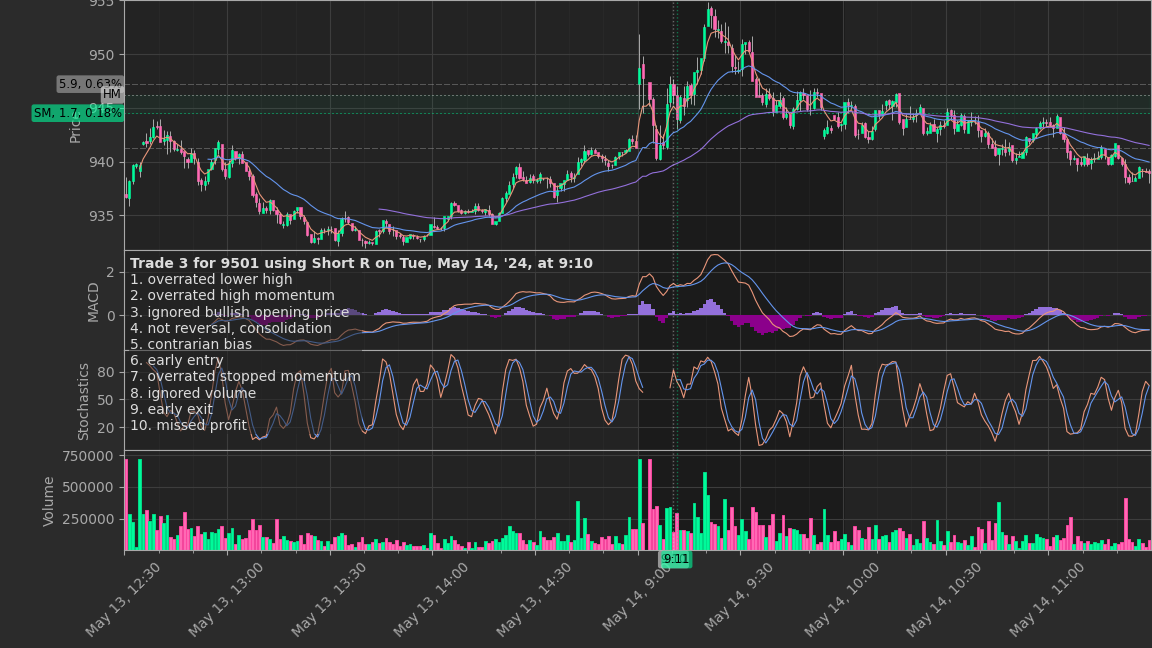 955
950
945
940
935
5.9, 0.63%
HM
SM, 1.7, 0.18%
Price
Trade 3 for 9501 using Short R on Tue, May 14, '24, at 9:10
1. overrated lower high
2. overrated high momentum
3. ignored bullish opening price
4. not reversal, consolidation
5. contrarian bias
6. early entry
7. overrated stopped momentum
8. ignored volume
9. early exit
10. missed profit
2
0
MACD
80
50
20
Stochastics
750000
500000
250000
Volume
9:11
May 13, 12:30
May 13, 13:00
May 13, 13:30
May 13, 14:00
May 13, 14:30
May 14, 9:00
May 14, 9:30
May 14, 10:00
May 14, 10:30
May 14, 11:00